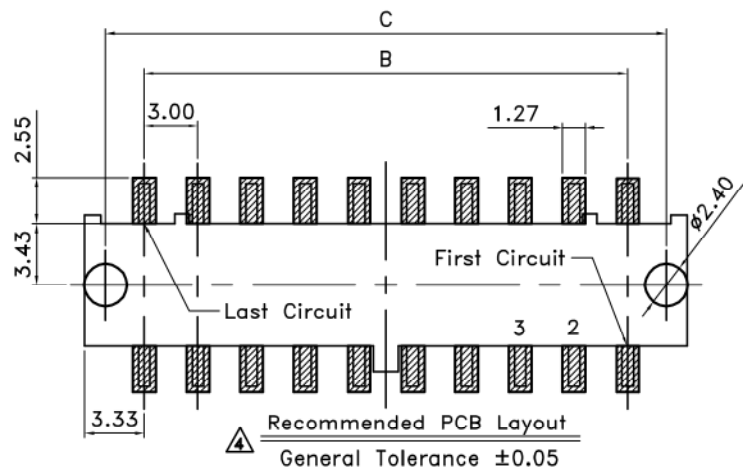 C
B
3.00
1.27
2.55
ø2.40
3.43
First Circuit
Last Circuit
3 2
3.33
4
Recommended PCB Layout
General Tolerance ±0.05